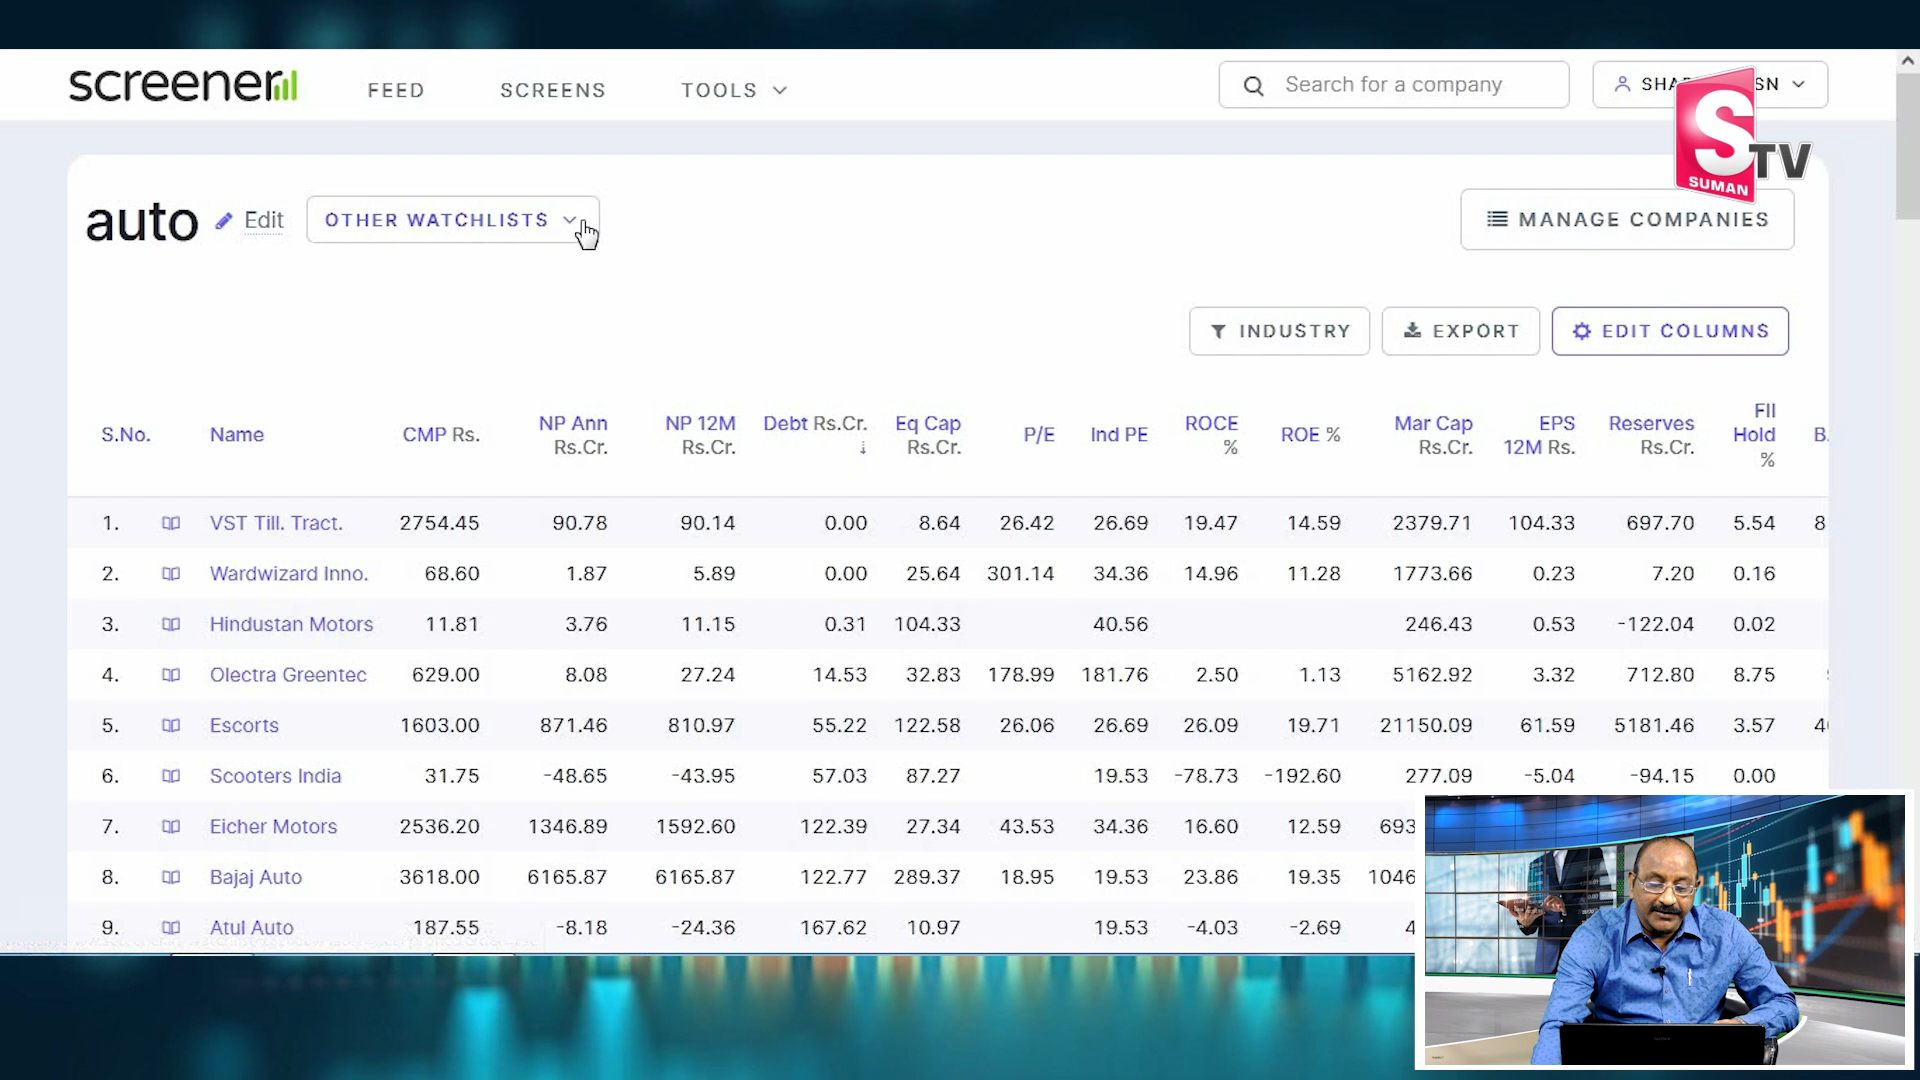 screener
FEED SCREENS TOOLS
Search for a company
S TV
SUMAN
auto Edit OTHER WATCHLISTS
MANAGE COMPANIES
INDUSTRY EXPORT EDIT COLUMNS
S.No. Name CMP Rs. NP Ann Rs.Cr. NP 12M Rs.Cr. Debt Rs.Cr. ↓ Eq Cap Rs.Cr. P/E Ind PE ROCE % ROE % Mar Cap Rs.Cr. EPS 12M Rs. Reserves Rs.Cr. FII Hold % B.
1. VST Till. Tract. 2754.45 90.78 90.14 0.00 8.64 26.42 26.69 19.47 14.59 2379.71 104.33 697.70 5.54 8
2. Wardwizard Inno. 68.60 1.87 5.89 0.00 25.64 301.14 34.36 14.96 11.28 1773.66 0.23 7.20 0.16
3. Hindustan Motors 11.81 3.76 11.15 0.31 104.33 40.56 246.43 0.53 -122.04 0.02
4. Olectra Greentec 629.00 8.08 27.24 14.53 32.83 178.99 181.76 2.50 1.13 5162.92 3.32 712.80 8.75
5. Escorts 1603.00 871.46 810.97 55.22 122.58 26.06 26.69 26.09 19.71 21150.09 61.59 5181.46 3.57
6. Scooters India 31.75 -48.65 -43.95 57.03 87.27 19.53 -78.73 -192.60 277.09 -5.04 -94.15 0.00
7. Eicher Motors 2536.20 1346.89 1592.60 122.39 27.34 43.53 34.36 16.60 12.59 693
8. Bajaj Auto 3618.00 6165.87 6165.87 122.77 289.37 18.95 19.53 23.86 19.35 1046
9. Atul Auto 187.55 -8.18 -24.36 167.62 10.97 19.53 -4.03 -2.69 4